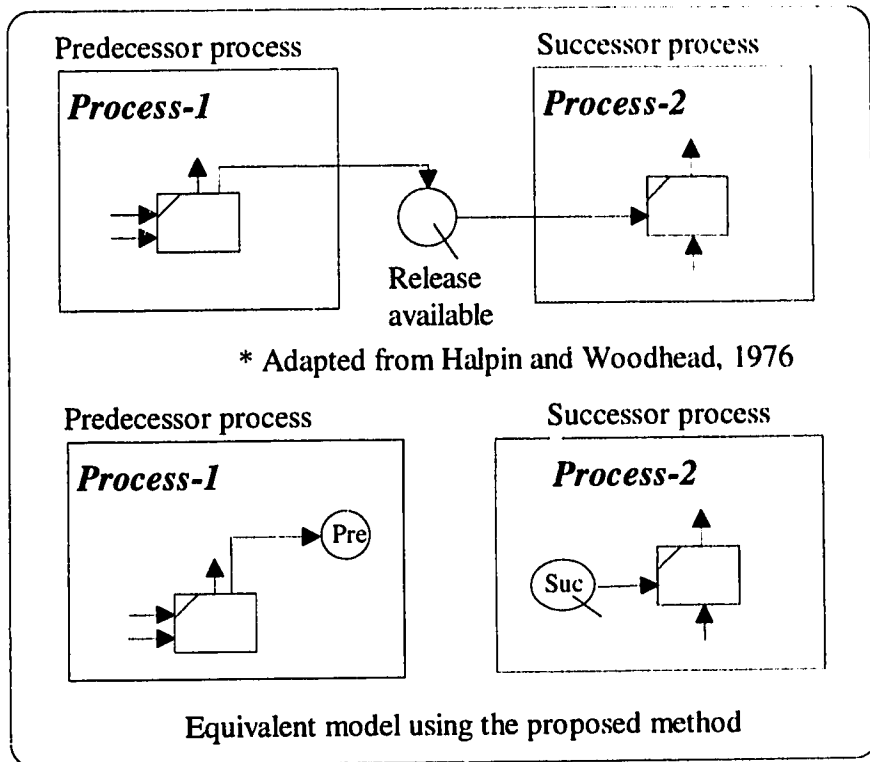 Predecessor process
Successor process
Process-1
Process-2
Release
available
* Adapted from Halpin and Woodhead, 1976
Predecessor process
Successor process
Process-1
Process-2
Pre
Suc
Equivalent model using the proposed method